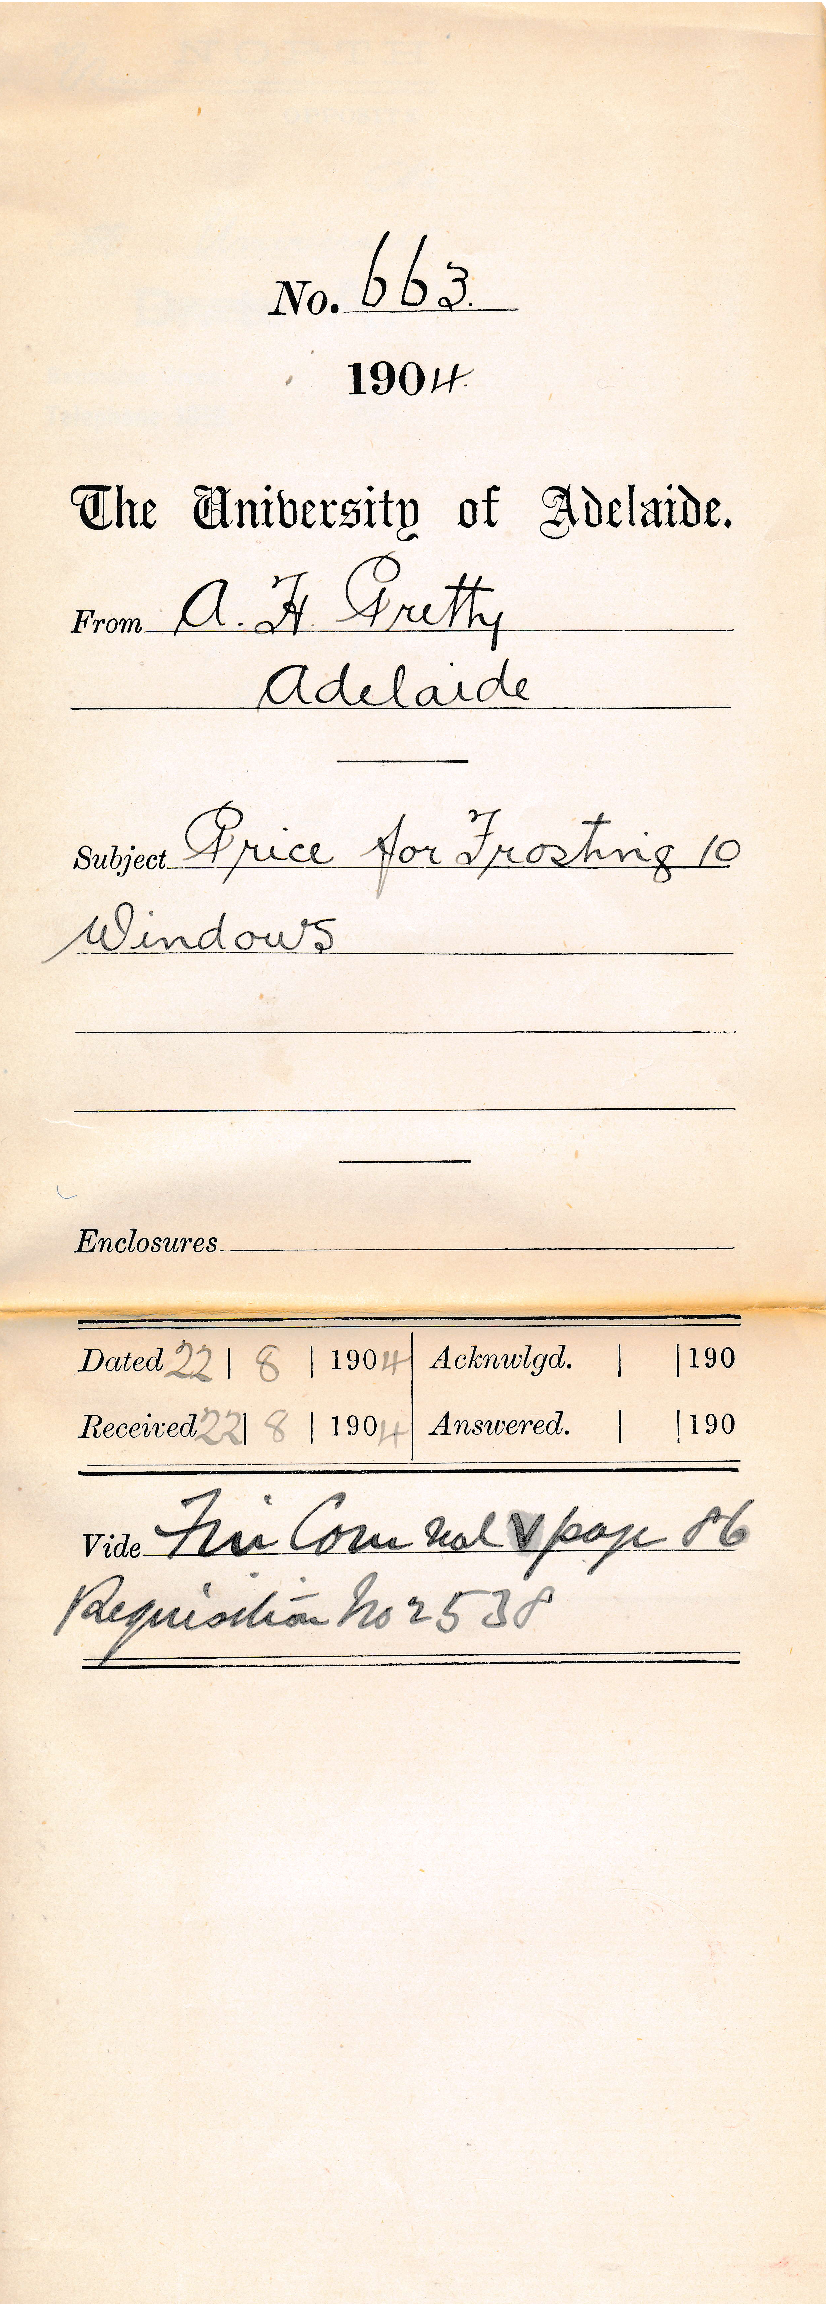 No. 663.
1904.
The University of Adelaide.
From A. H. Pretty
Adelaide
Subject Price for Frosting 10
Windows
Enclosures
Dated 22 | 8 | 1904 Acknwlgd. | | 190
Received 22 | 8 | 1904 Answered. | | 190
Vide Fin Com Vol V page 86
Requisition No 2538